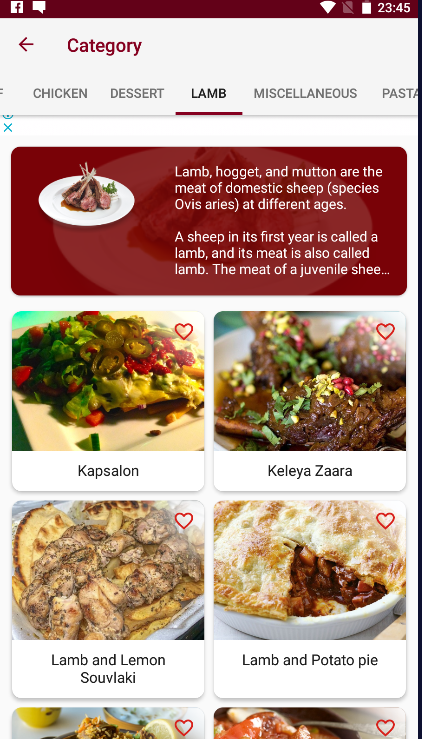 23:45
Category
F CHICKEN DESSERT LAMB MISCELLANEOUS PASTA
Lamb, hogget, and mutton are the
meat of domestic sheep (species
Ovis aries) at different ages.
A sheep in its first year is called a
lamb, and its meat is also called
lamb. The meat of a juvenile shee…
Kapsalon
Keleya Zaara
Lamb and Lemon
Souvlaki
Lamb and Potato pie